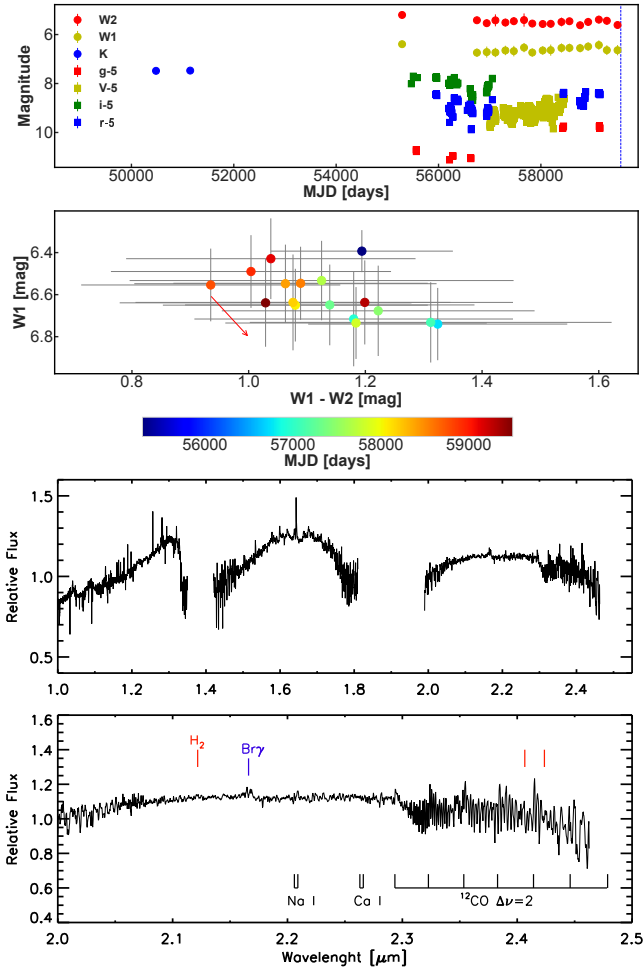 W2
W1
K
g-5
V-5
i-5
r-5
Magnitude
6
8
10
50000 52000 54000 56000 58000
MJD [days]
W1 [mag]
6.4
6.6
6.8
0.8 1.0 1.2 1.4 1.6
W1 - W2 [mag]
56000 57000 58000 59000
MJD [days]
Relative Flux
1.5
1.0
0.5
1.0 1.2 1.4 1.6 1.8 2.0 2.2 2.4
Relative Flux
1.6
1.4
1.2
1.0
0.8
0.6
0.4
H₂
Brγ
Na I
Ca I
¹²CO Δν=2
2.0 2.1 2.2 2.3 2.4 2.5
Wavelenght [μm]